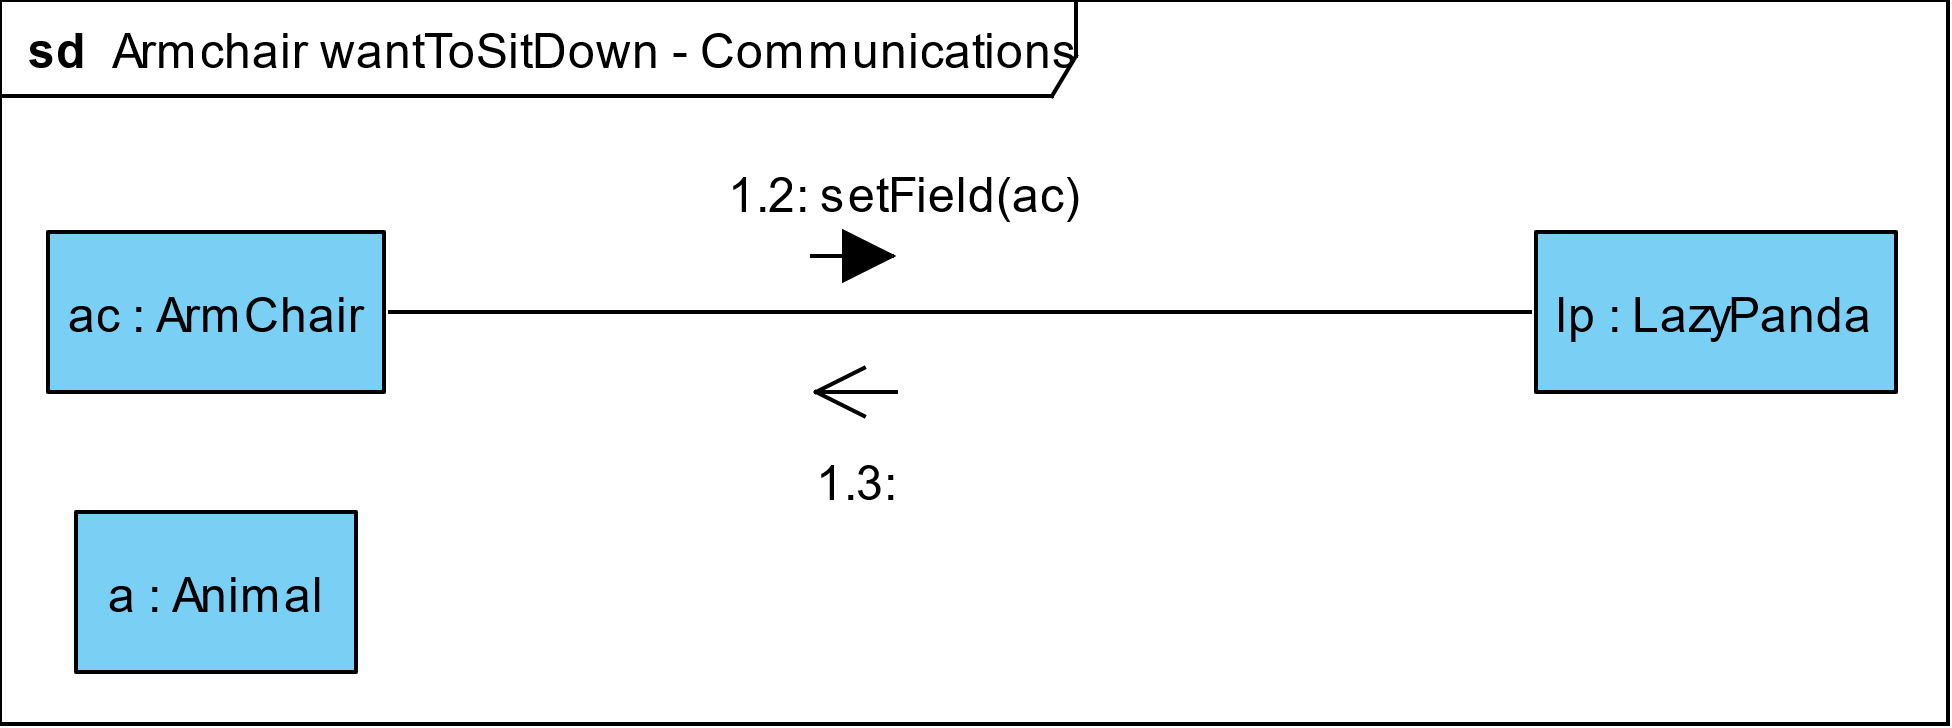 sd Armchair wantToSitDown - Communications
1.2: setField(ac)
ac : ArmChair
lp : LazyPanda
1.3:
a : Animal